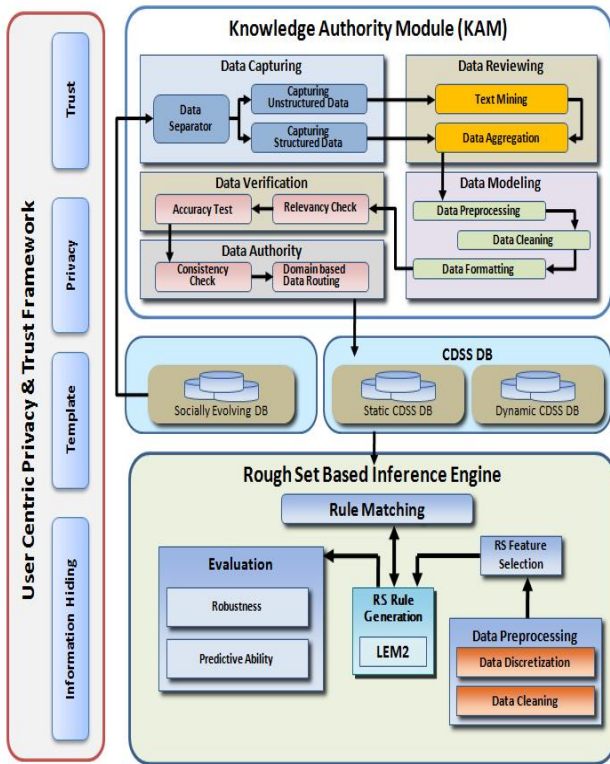 User Centric Privacy & Trust Framework
Trust
Privacy
Template
Information Hiding
Knowledge Authority Module (KAM)
Data Capturing
Data
Separator
Capturing
Unstructured Data
Capturing
Structured Data
Data Reviewing
Text Mining
Data Aggregation
Data Verification
Accuracy Test
Relevancy Check
Data Modeling
Data Preprocessing
Data Cleaning
Data Formatting
Data Authority
Consistency
Check
Domain based
Data Routing
Socially Evolving DB
CDSS DB
Static CDSS DB
Dynamic CDSS DB
Rough Set Based Inference Engine
Rule Matching
Evaluation
Robustness
Predictive Ability
RS Rule
Generation
LEM2
RS Feature
Selection
Data Preprocessing
Data Discretization
Data Cleaning